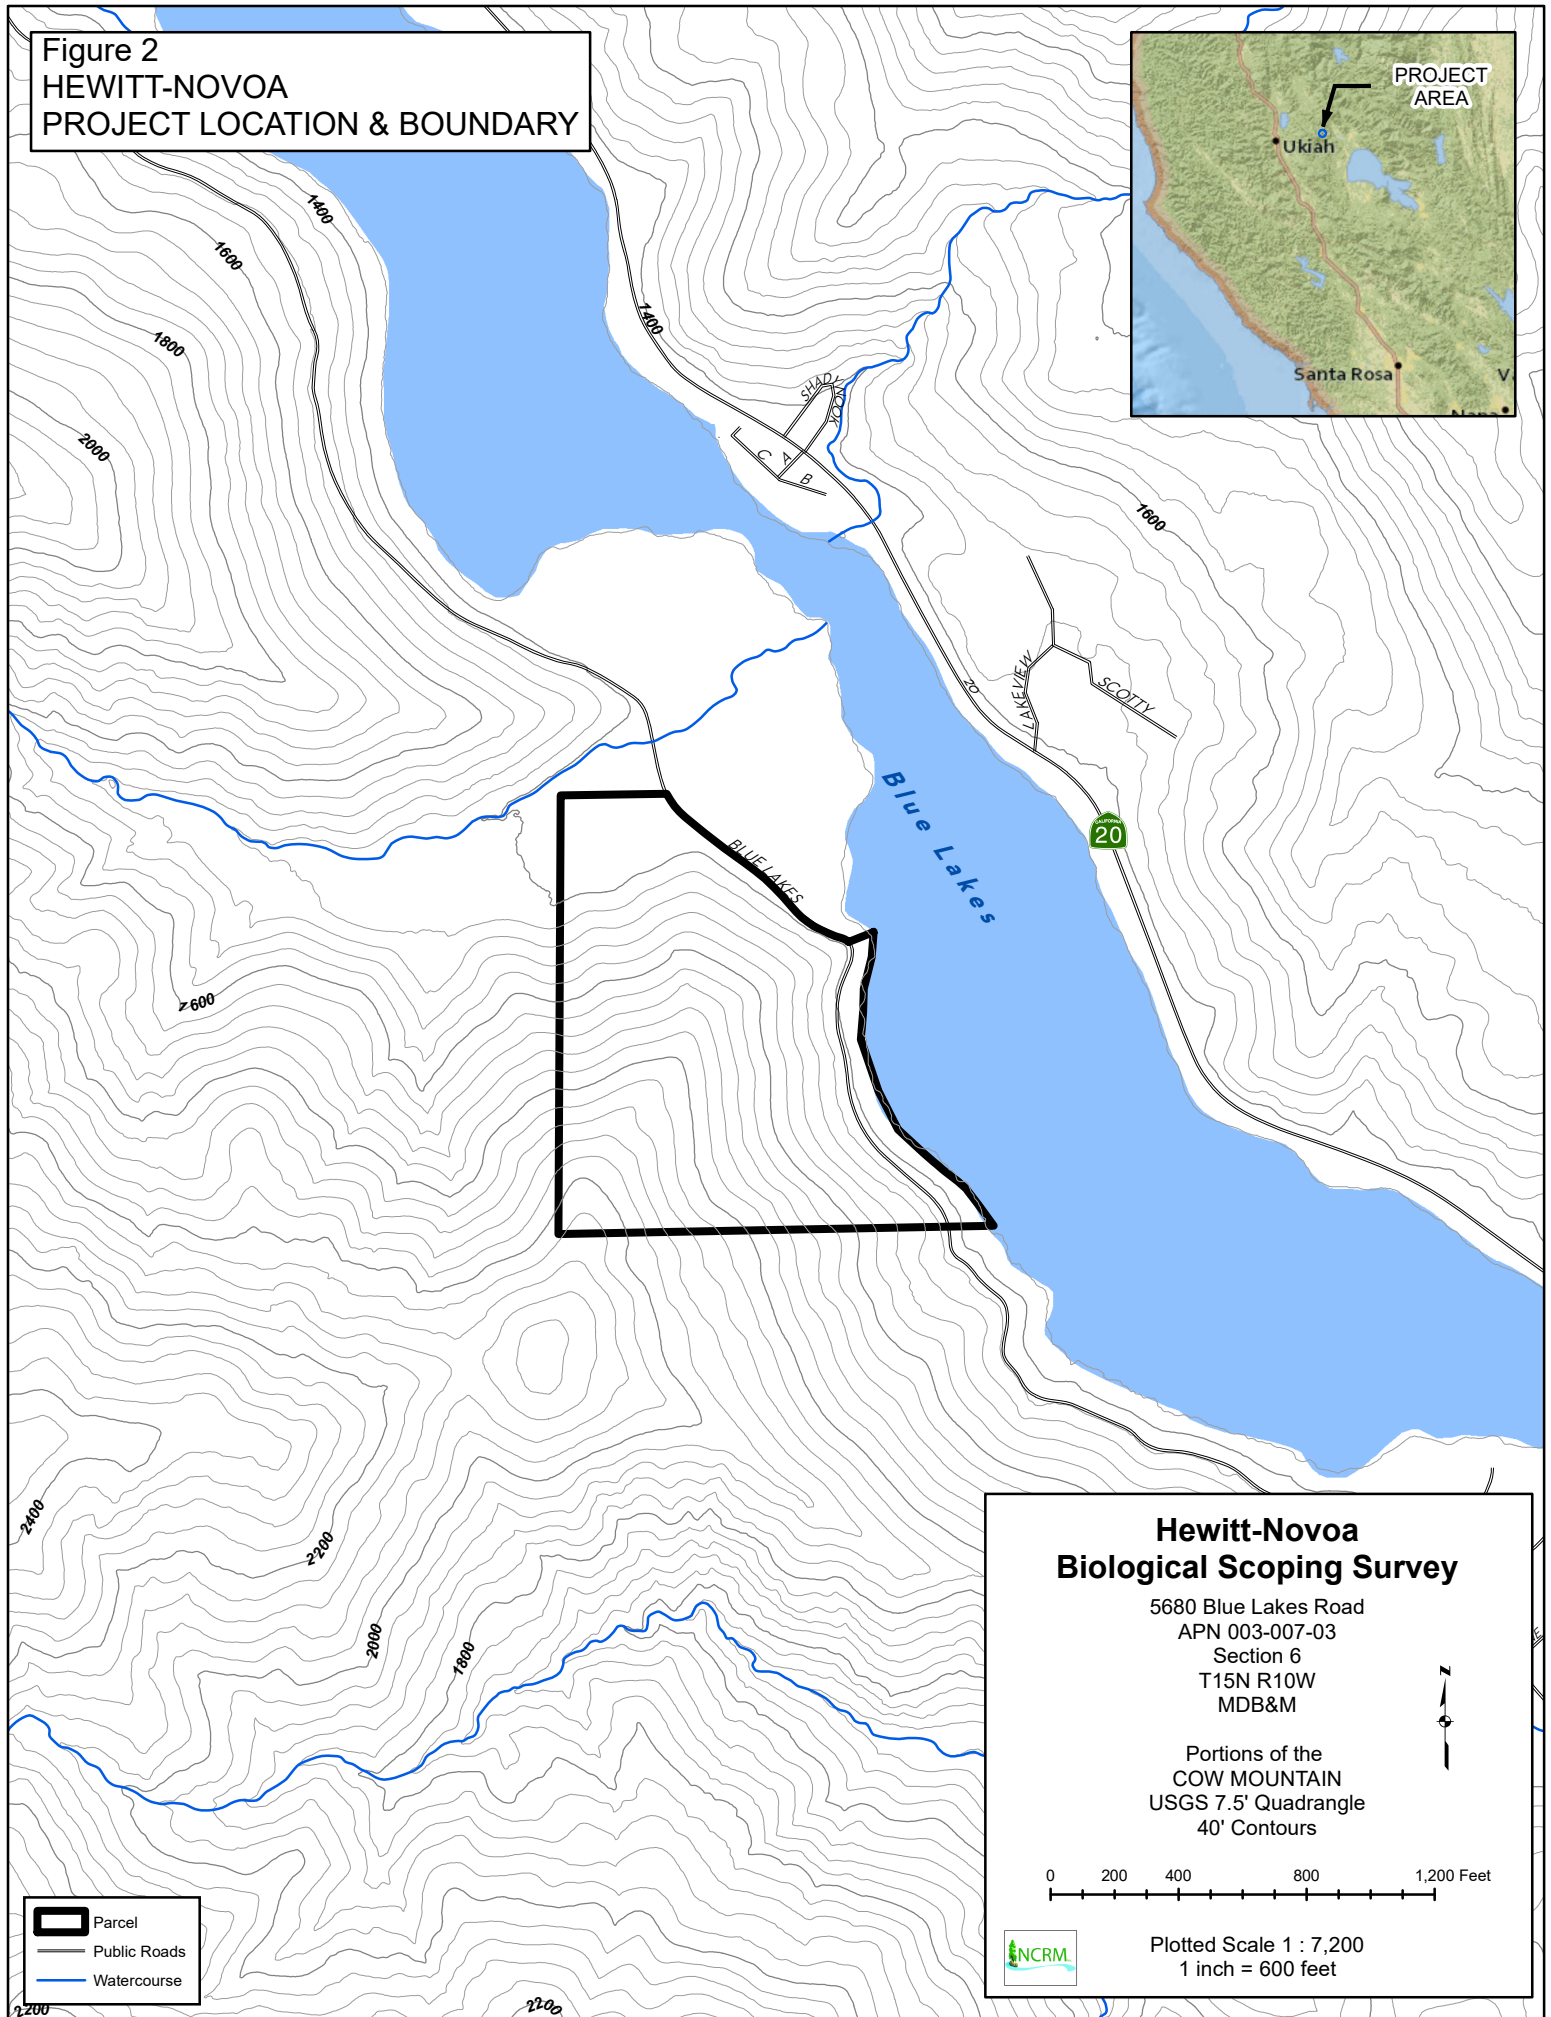 Figure 2
HEWITT-NOVOA
PROJECT LOCATION & BOUNDARY
PROJECT
AREA
Ukiah
Santa Rosa
Napa
1400
1600
1800
2000
1400
SHADY NOOK
C
A
B
1600
20
LAKEVIEW
SCOTTY
CALIFORNIA
20
Blue Lakes
BLUE LAKES
1600
2400
2200
2000
1800
2200
2200
Hewitt-Novoa
Biological Scoping Survey
5680 Blue Lakes Road
APN 003-007-03
Section 6
T15N R10W
MDB&M
N
Portions of the
COW MOUNTAIN
USGS 7.5' Quadrangle
40' Contours
0 200 400 800 1,200 Feet
NCRM
Plotted Scale 1 : 7,200
1 inch = 600 feet
Parcel
Public Roads
Watercourse